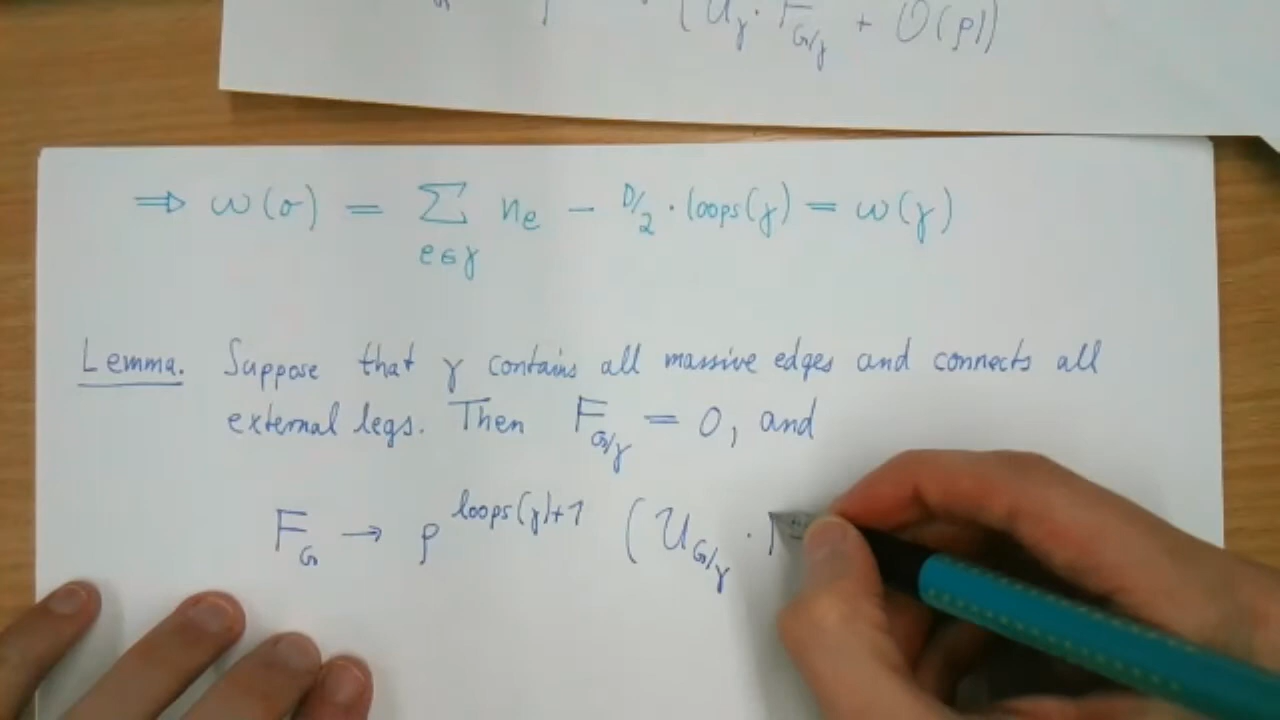 (U_γ · F_{G/γ} + O(ρ))
⇒ ω(σ) = ∑_{e∈γ} n_e − D/2 · loops(γ) = ω(γ)
Lemma. Suppose that γ contains all massive edges and connects all
external legs. Then F_{G/γ} = 0, and
F_G → ρ^{loops(γ)+1} (U_{G/γ} ·